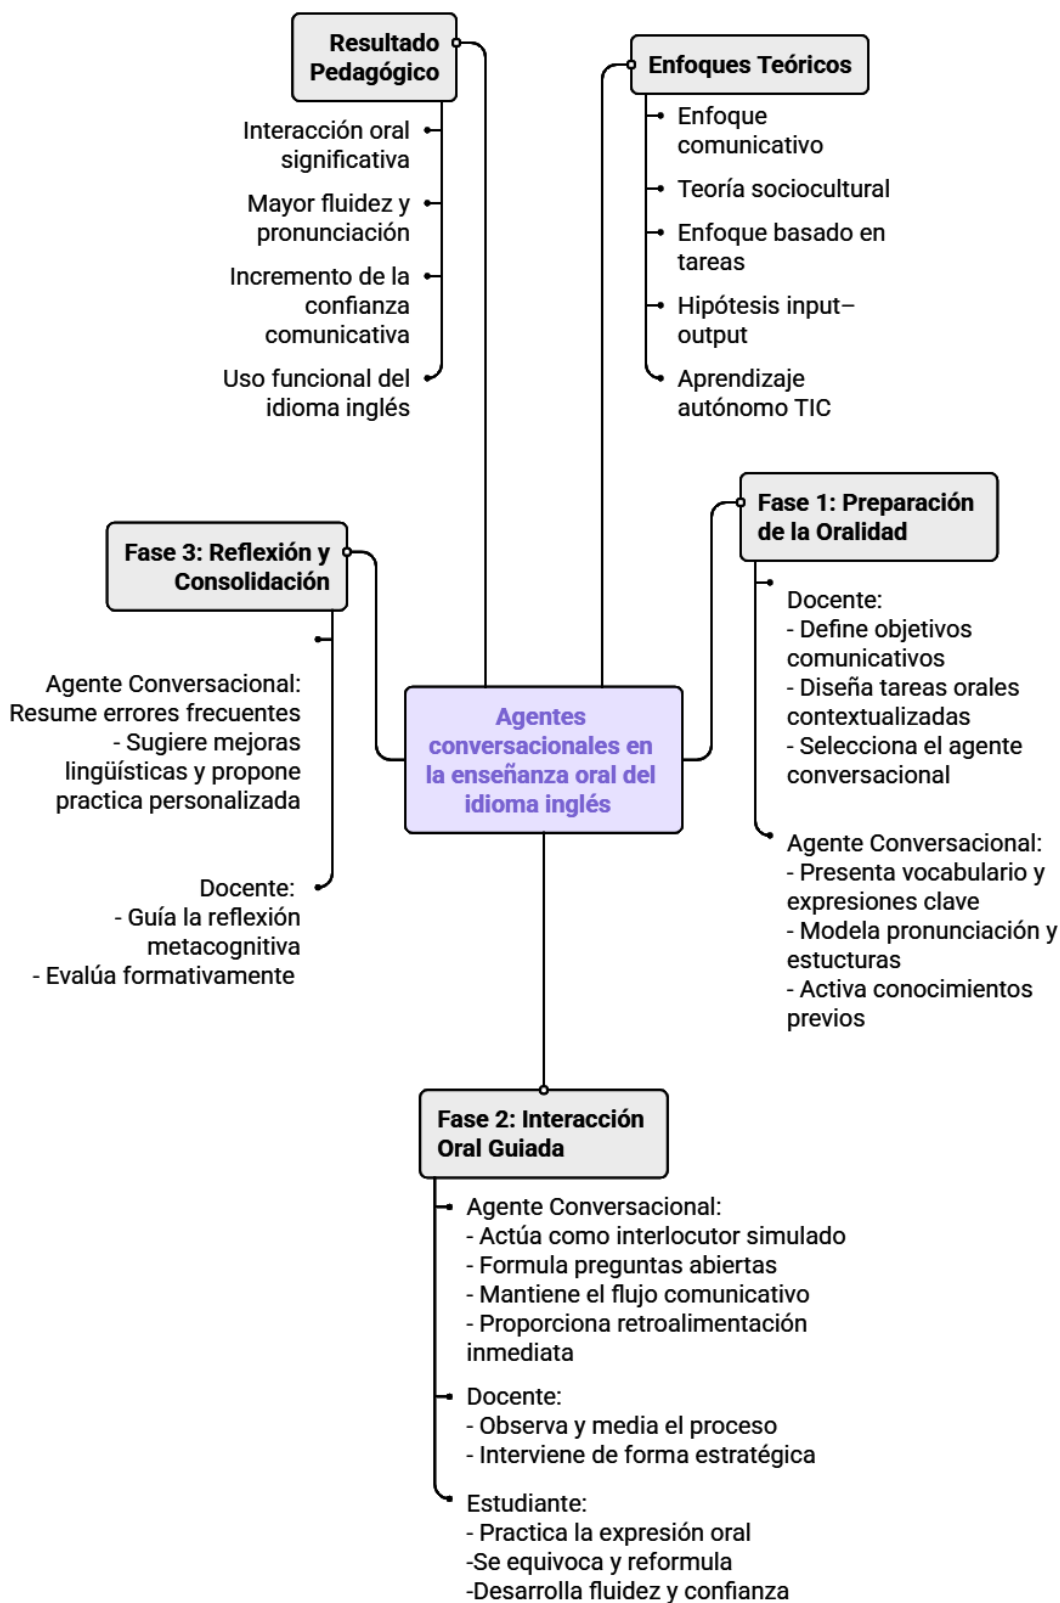 Resultado
Pedagógico
Interacción oral
significativa
Mayor fluidez y
pronunciación
Incremento de la
confianza
comunicativa
Uso funcional del
idioma inglés
Enfoques Teóricos
Enfoque
comunicativo
Teoría sociocultural
Enfoque basado en
tareas
Hipótesis input–
output
Aprendizaje
autónomo TIC
Fase 1: Preparación
de la Oralidad
Docente:
- Define objetivos
comunicativos
- Diseña tareas orales
contextualizadas
- Selecciona el agente
conversacional
Agente Conversacional:
- Presenta vocabulario y
expresiones clave
- Modela pronunciación y
estucturas
- Activa conocimientos
previos
Fase 3: Reflexión y
Consolidación
Agente Conversacional:
Resume errores frecuentes
- Sugiere mejoras
lingüísticas y propone
practica personalizada
Docente:
- Guía la reflexión
metacognitiva
- Evalúa formativamente
Agentes
conversacionales en
la enseñanza oral del
idioma inglés
Fase 2: Interacción
Oral Guiada
Agente Conversacional:
- Actúa como interlocutor simulado
- Formula preguntas abiertas
- Mantiene el flujo comunicativo
- Proporciona retroalimentación
inmediata
Docente:
- Observa y media el proceso
- Interviene de forma estratégica
Estudiante:
- Practica la expresión oral
-Se equivoca y reformula
-Desarrolla fluidez y confianza